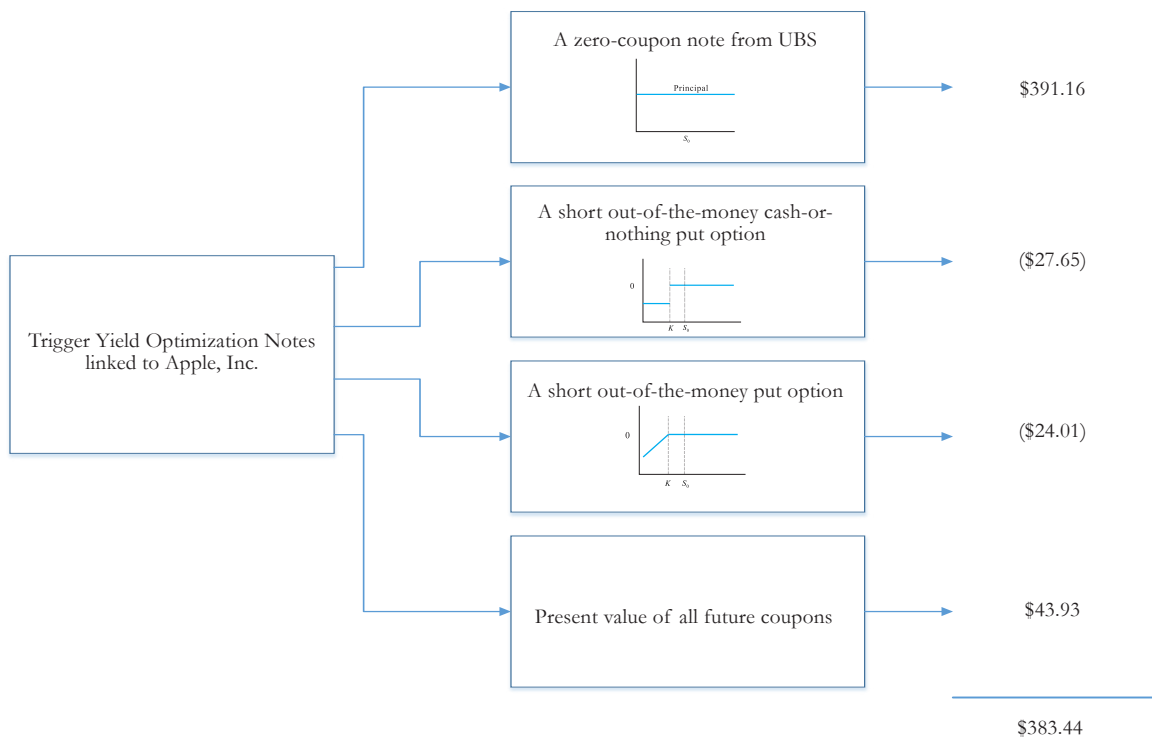 A zero-coupon note from UBS
Principal
S0
$391.16
A short out-of-the-money cash-or-
nothing put option
0
K S0
($27.65)
Trigger Yield Optimization Notes
linked to Apple, Inc.
A short out-of-the-money put option
0
K S0
($24.01)
Present value of all future coupons
$43.93
$383.44